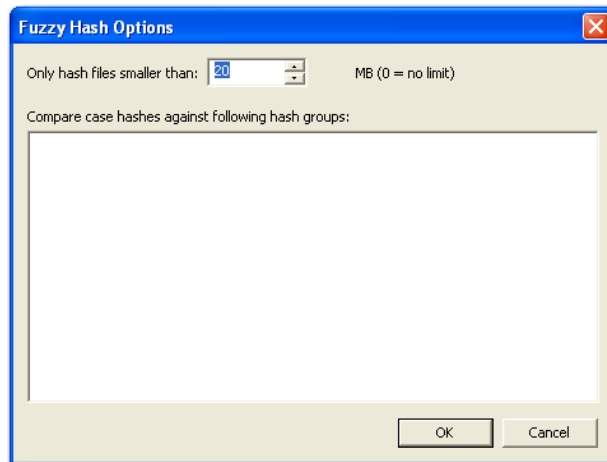 Fuzzy Hash Options
Only hash files smaller than: 20 MB (0 = no limit)
Compare case hashes against following hash groups:
OK Cancel